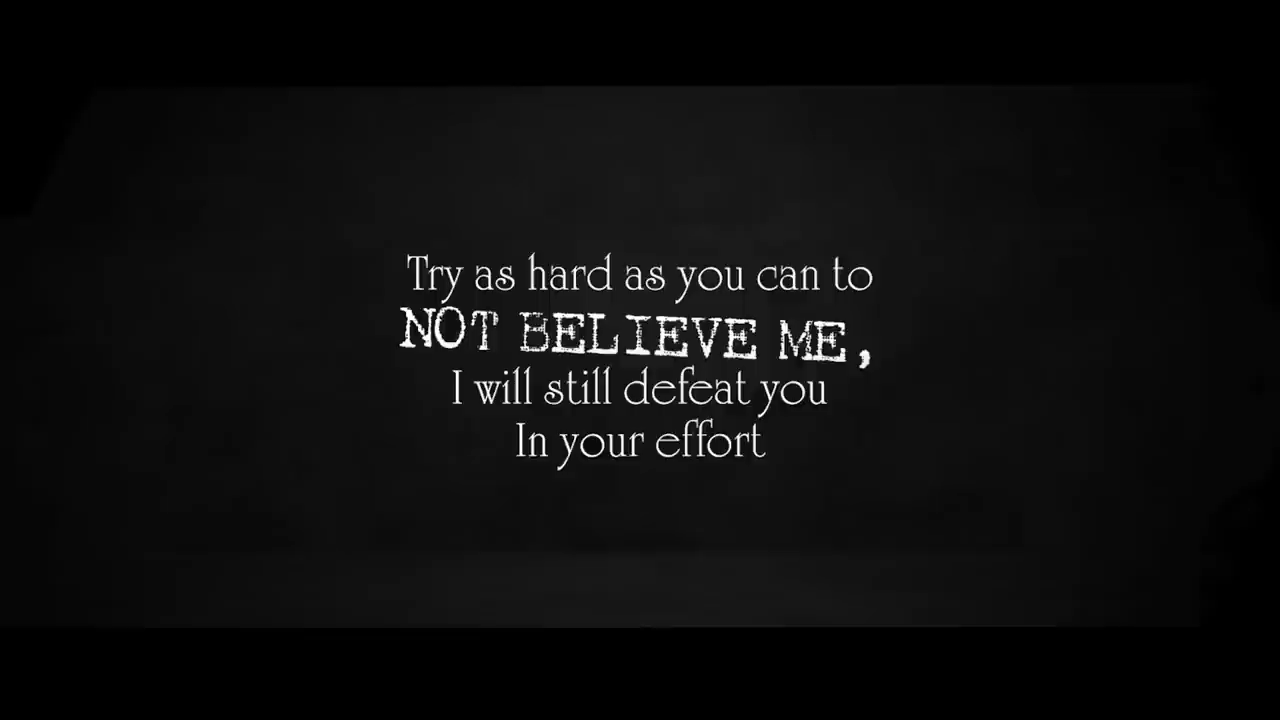 Try as hard as you can to
NOT BELIEVE ME,
I will still defeat you
In your effort